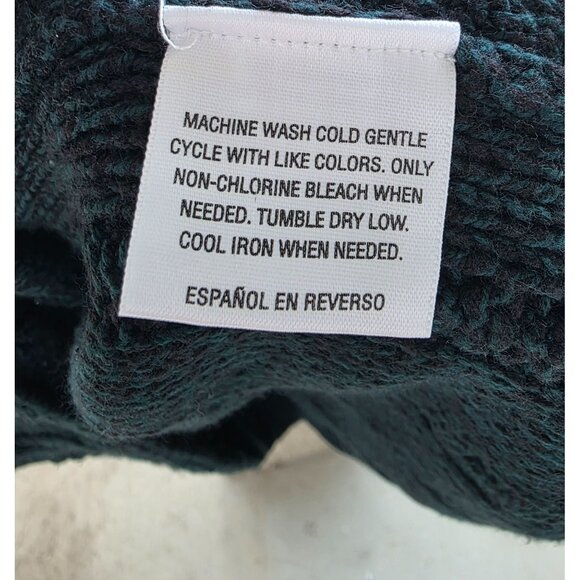 MACHINE WASH COLD GENTLE
CYCLE WITH LIKE COLORS. ONLY
NON-CHLORINE BLEACH WHEN
NEEDED. TUMBLE DRY LOW.
COOL IRON WHEN NEEDED.
ESPAÑOL EN REVERSO